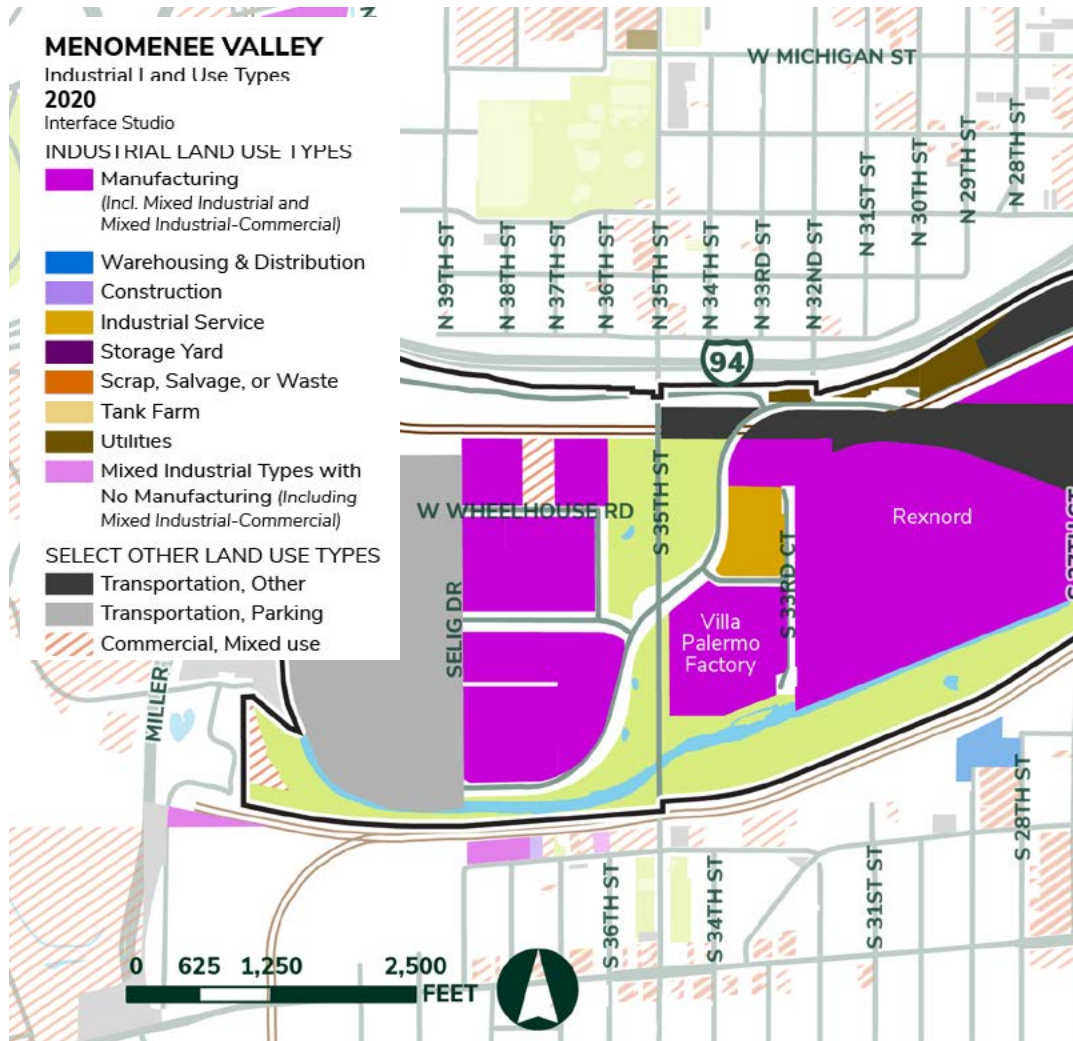 MENOMENEE VALLEY
Industrial Land Use Types
2020
Interface Studio
INDUSTRIAL LAND USE TYPES
Manufacturing
(Incl. Mixed Industrial and
Mixed Industrial-Commercial)
Warehousing & Distribution
Construction
Industrial Service
Storage Yard
Scrap, Salvage, or Waste
Tank Farm
Utilities
Mixed Industrial Types with
No Manufacturing (Including
Mixed Industrial-Commercial)
SELECT OTHER LAND USE TYPES
Transportation, Other
Transportation, Parking
Commercial, Mixed use
W MICHIGAN ST
N 39TH ST
N 38TH ST
N 37TH ST
N 36TH ST
N 35TH ST
N 34TH ST
N 33RD ST
N 32ND ST
N 31ST ST
N 30TH ST
N 29TH ST
N 28TH ST
94
W WHEELHOUSE RD
S 35TH ST
Rexnord
S 33RD CT
S 27TH CT
Villa
Palermo
Factory
SELIG DR
MILLER
S 28TH ST
S 36TH ST
S 34TH ST
S 31ST ST
0 625 1,250 2,500
FEET